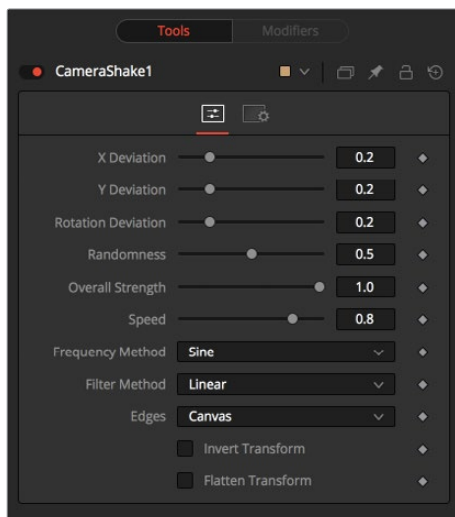 Tools Modifiers
CameraShake1
X Deviation 0.2
Y Deviation 0.2
Rotation Deviation 0.2
Randomness 0.5
Overall Strength 1.0
Speed 0.8
Frequency Method Sine
Filter Method Linear
Edges Canvas
Invert Transform
Flatten Transform